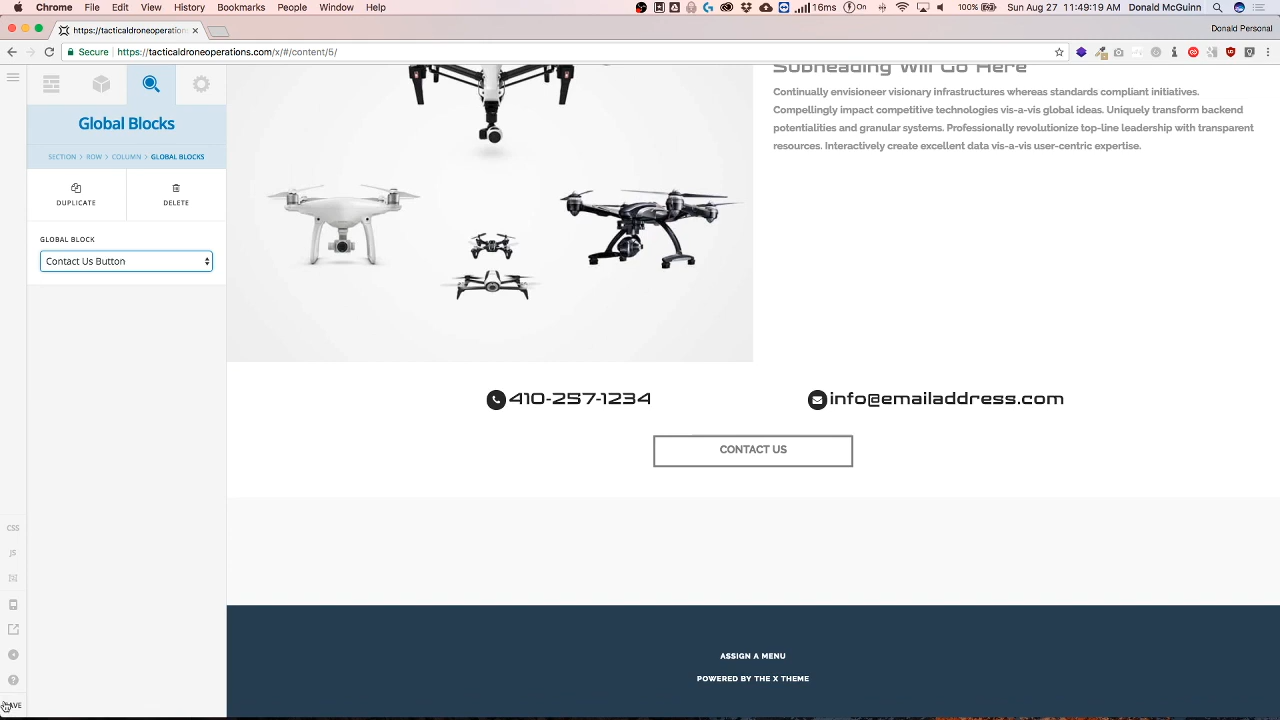 Chrome File Edit View History Bookmarks People Window Help
16ms On 100% Sun Aug 27 11:49:19 AM Donald McGuinn
https://tacticaldroneoperations
Donald Personal
Secure https://tacticaldroneoperations.com/x/#/content/5/
Global Blocks
SECTION > ROW > COLUMN > GLOBAL BLOCKS
DUPLICATE DELETE
GLOBAL BLOCK
Contact Us Button
CSS
JS
Subheading Will Go Here
Continually envisioneer visionary infrastructures whereas standards compliant initiatives.
Compellingly impact competitive technologies vis-a-vis global ideas. Uniquely transform backend
potentialities and granular systems. Professionally revolutionize top-line leadership with transparent
resources. Interactively create excellent data vis-a-vis user-centric expertise.
410-257-1234
info@emailaddress.com
CONTACT US
ASSIGN A MENU
POWERED BY THE X THEME